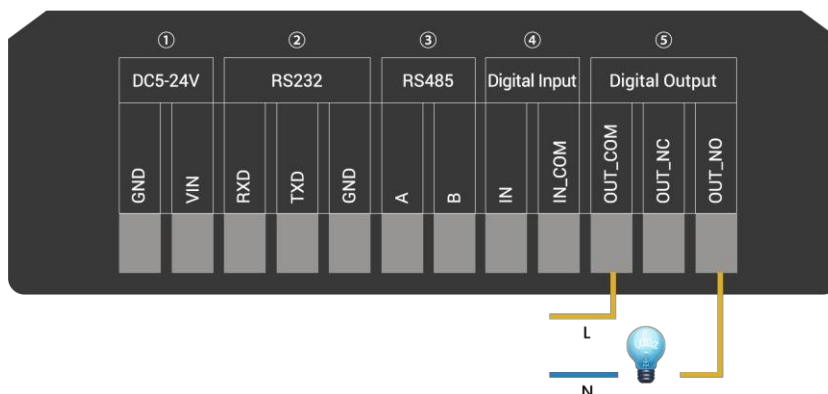 ① ② ③ ④ ⑤
DC5-24V RS232 RS485 Digital Input Digital Output
GND VIN RXD TXD GND A B IN IN_COM OUT_COM OUT_NC OUT_NO
L
N